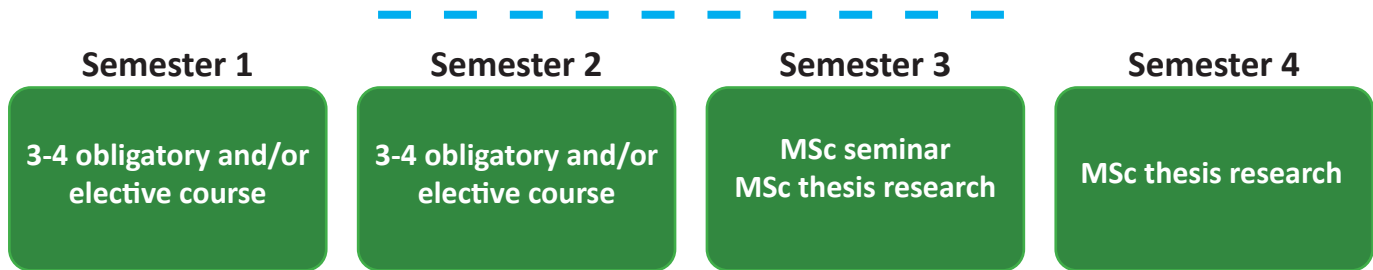 Semester 1
3-4 obligatory and/or
elective course
Semester 2
3-4 obligatory and/or
elective course
Semester 3
MSc seminar
MSc thesis research
Semester 4
MSc thesis research